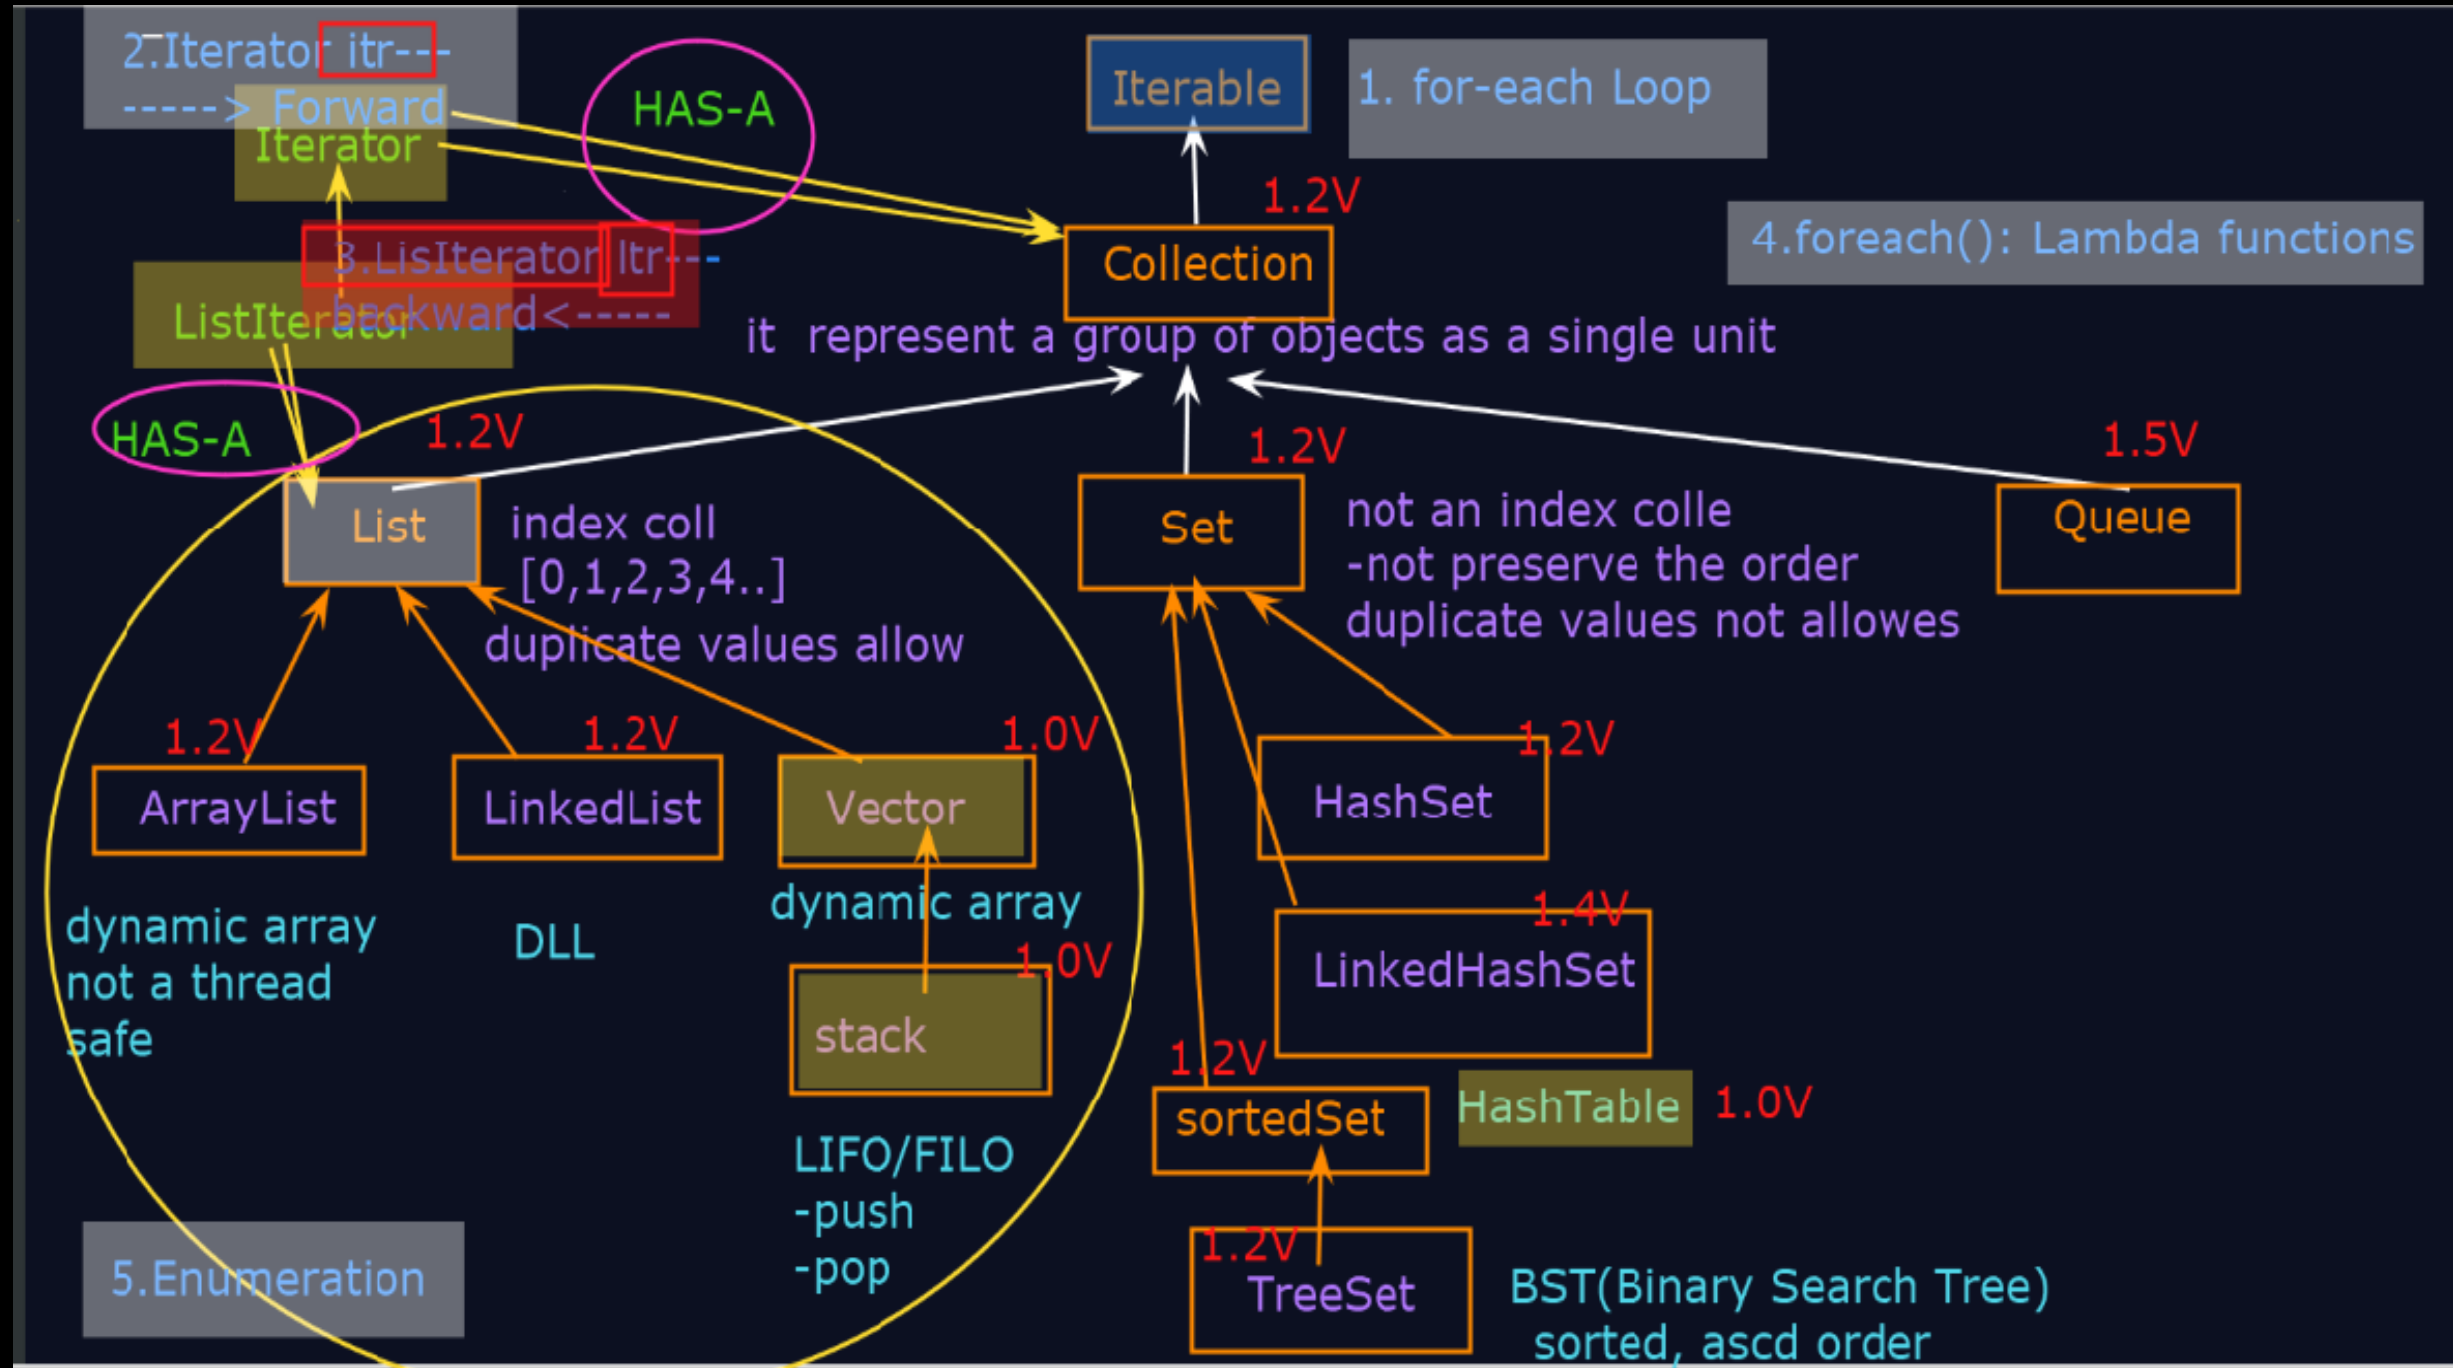 2.Iterator itr---
-----> Forward
Iterator
HAS-A
Iterable
1. for-each Loop
1.2V
Collection
4.foreach(): Lambda functions
3.LisIterator ltr---
backward<-----
ListIterator
it  represent a group of objects as a single unit
HAS-A
1.2V
List
index coll
[0,1,2,3,4..]
duplicate values allow
1.2V
Set
not an index colle
-not preserve the order
duplicate values not allowes
1.5V
Queue
1.2V
ArrayList
dynamic array
not a thread
safe
1.2V
LinkedList
DLL
1.0V
Vector
dynamic array
1.0V
stack
LIFO/FILO
-push
-pop
1.2V
HashSet
1.4V
LinkedHashSet
1.2V
sortedSet
HashTable
1.0V
1.2V
TreeSet
BST(Binary Search Tree)
sorted, ascd order
5.Enumeration